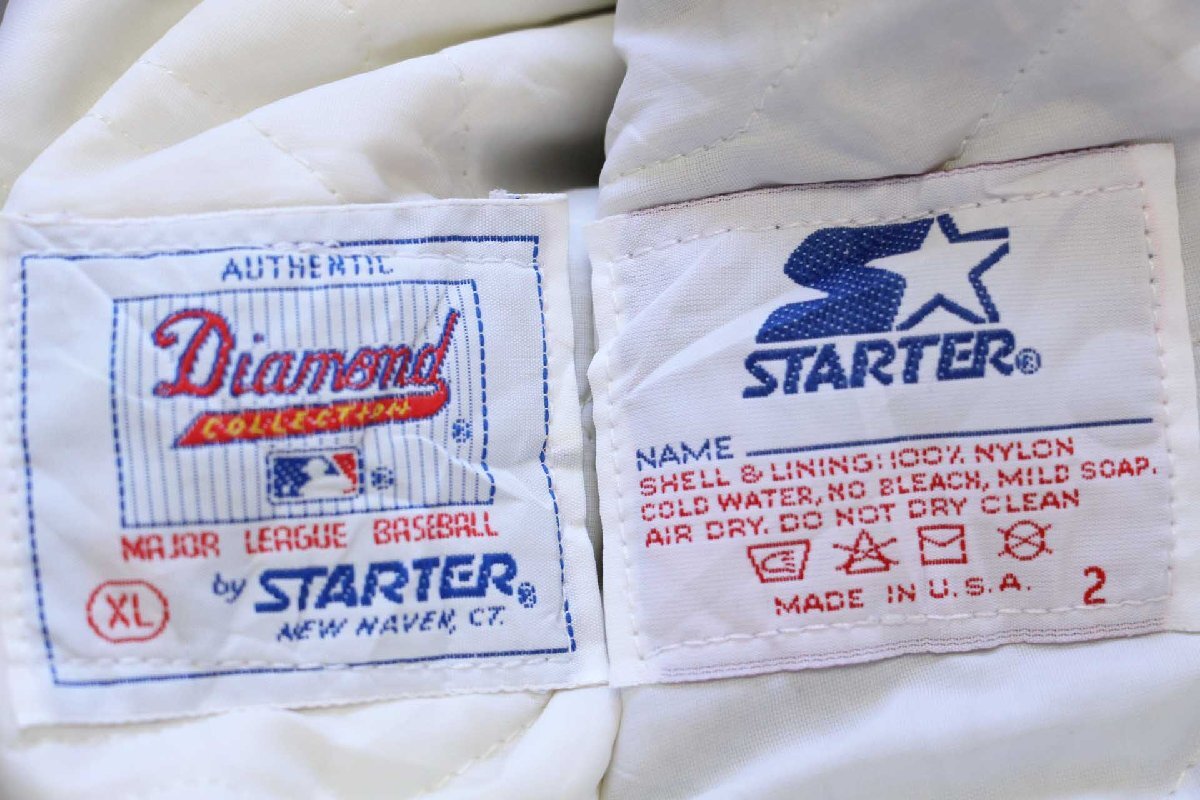 AUTHENTIC
Diamond
COLLECTION ®
®
MAJOR LEAGUE BASEBALL
XL
by STARTER®
NEW HAVEN, CT.
STARTER®
NAME
SHELL & LINING: 100% NYLON
COLD WATER, NO BLEACH, MILD SOAP.
AIR DRY. DO NOT DRY CLEAN
MADE IN U.S.A. 2